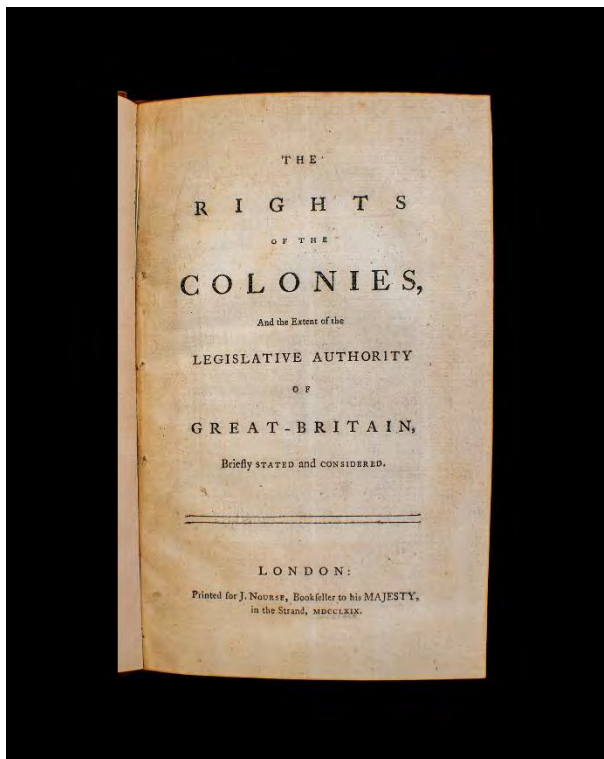 THE
RIGHTS
OF THE
COLONIES,
And the Extent of the
LEGISLATIVE AUTHORITY
OF
GREAT-BRITAIN,
Briefly STATED and CONSIDERED.
LONDON:
Printed for J. NOURSE, Bookſeller to his MAJESTY,
in the Strand, MDCCLXIX.